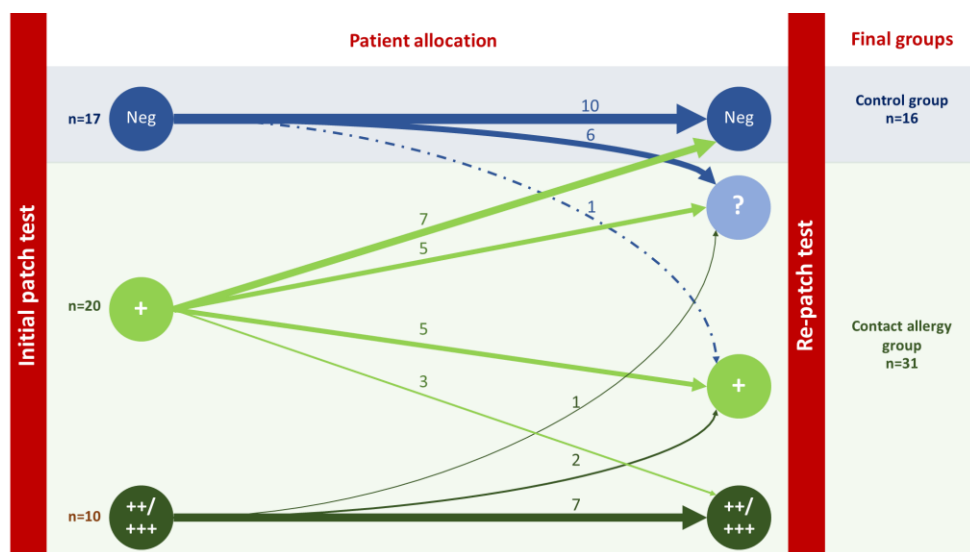 Patient allocation
Final groups
Initial patch test
Re-patch test
n=17
Neg
10
Neg
Control group
n=16
6
?
7
1
5
n=20
+
5
Contact allergy
group
n=31
3
+
1
2
n=10
++/
+++
7
++/
+++